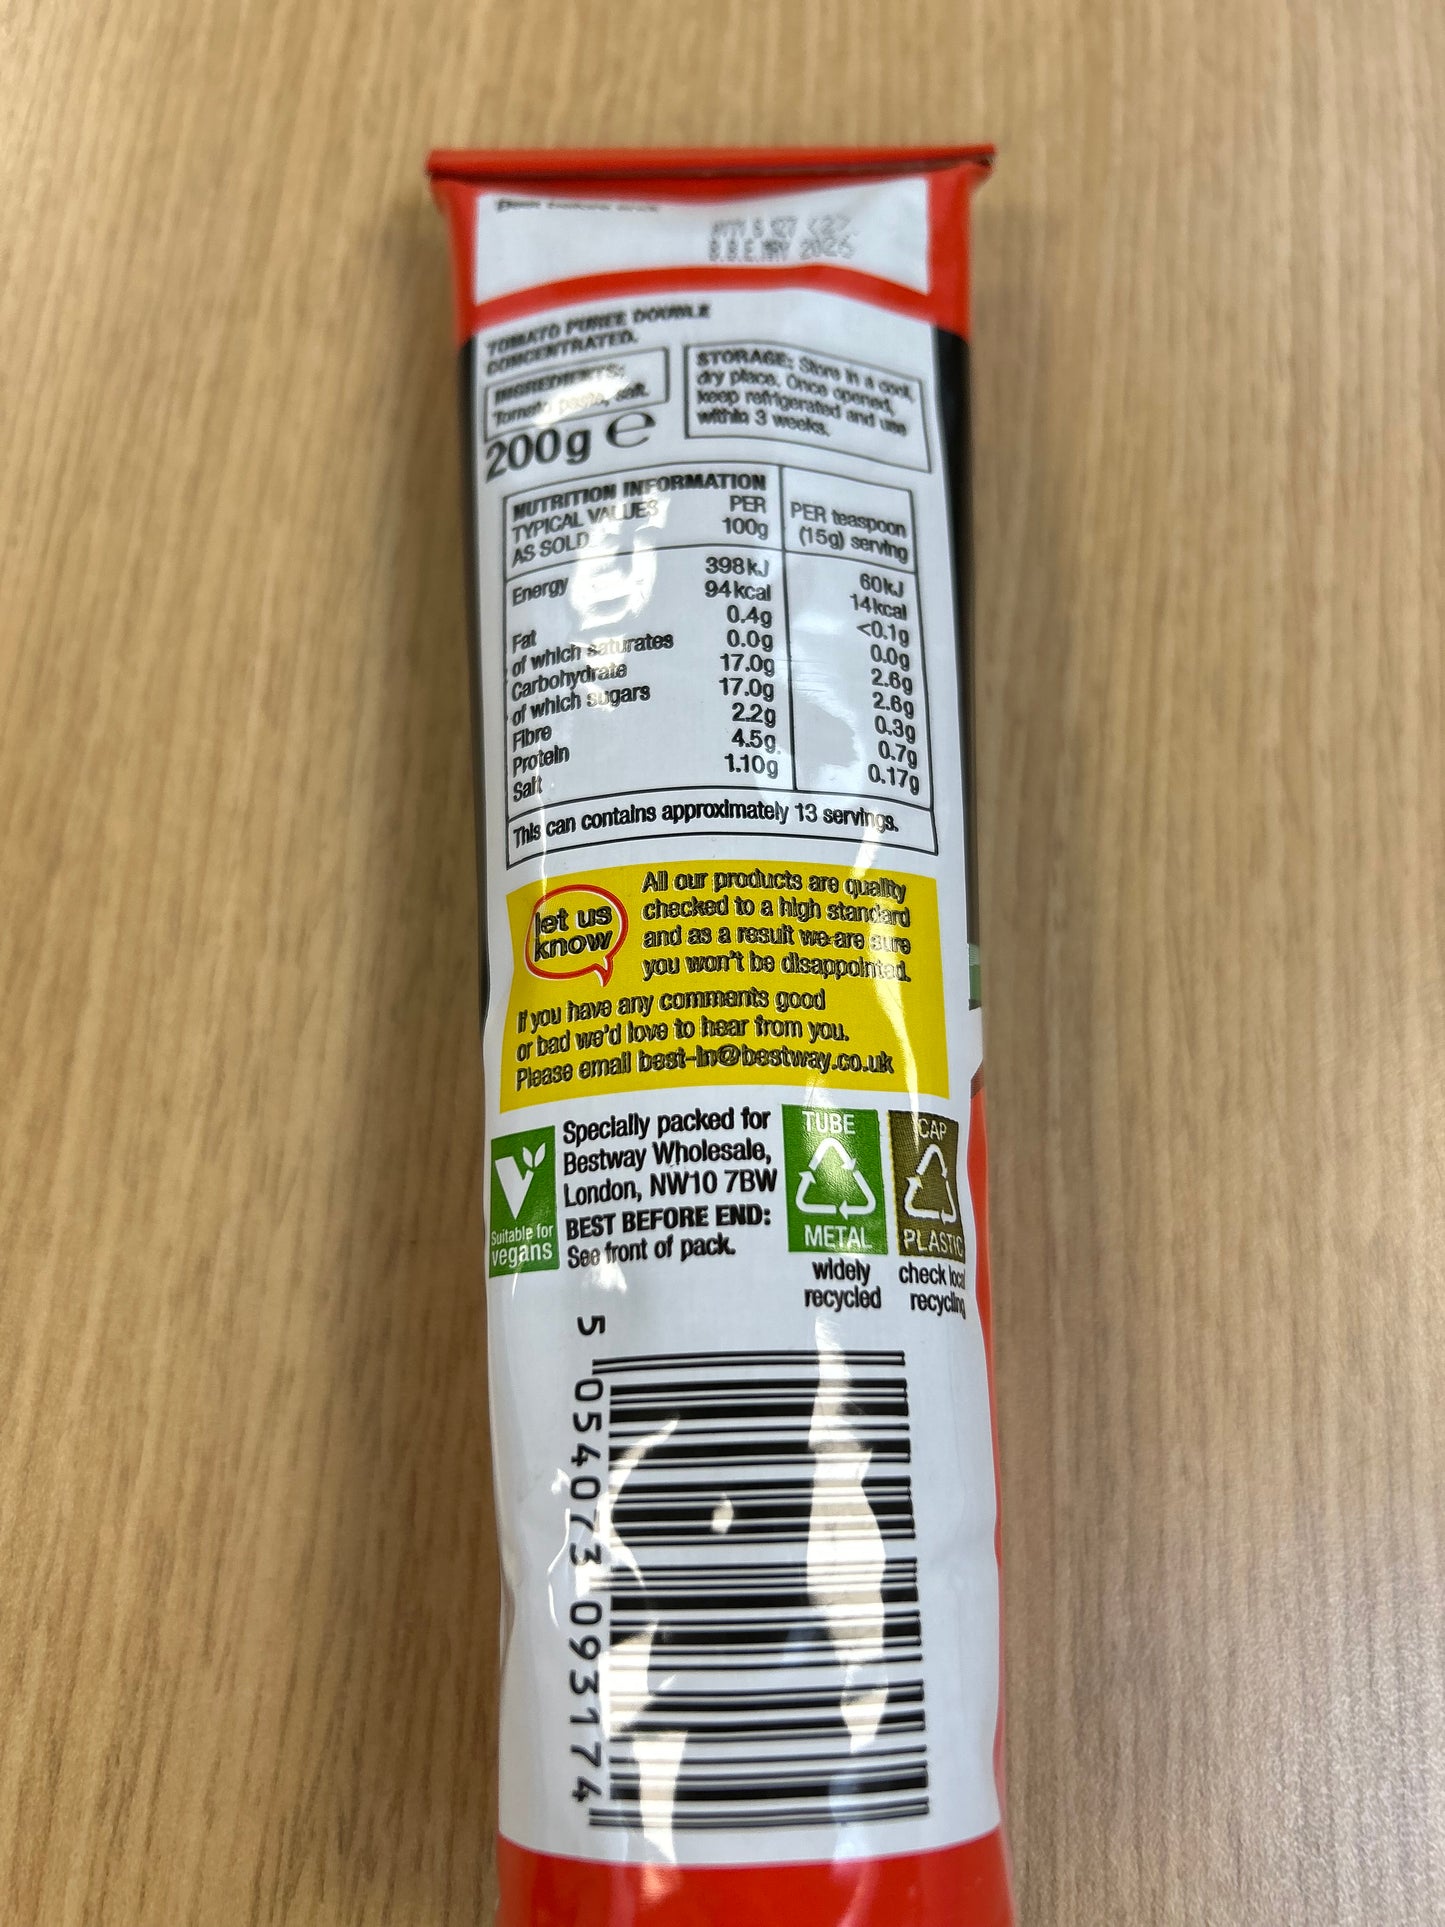 TOMATO PUREE DOUBLE
CONCENTRATED.
INGREDIENTS:
Tomato paste, salt.
200g ℮
STORAGE: Store in a cool,
dry place. Once opened,
keep refrigerated and use
within 3 weeks.
NUTRITION INFORMATION
TYPICAL VALUES AS SOLD PER 100g PER teaspoon (15g) serving
Energy 398kJ 60kJ
94kcal 14kcal
Fat 0.4g <0.1g
of which saturates 0.0g 0.0g
Carbohydrate 17.0g 2.6g
of which sugars 17.0g 2.6g
Fibre 2.2g 0.3g
Protein 4.5g 0.7g
Salt 1.10g 0.17g
This can contains approximately 13 servings.
let us
know
All our products are quality
checked to a high standard
and as a result we are sure
you won't be disappointed.
If you have any comments good
or bad we'd love to hear from you.
Please email best-in@bestway.co.uk
Suitable for
vegans
Specially packed for
Bestway Wholesale,
London, NW10 7BW
BEST BEFORE END:
See front of pack.
TUBE
METAL
widely
recycled
CAP
PLASTIC
check local
recycling
5 054073 093174